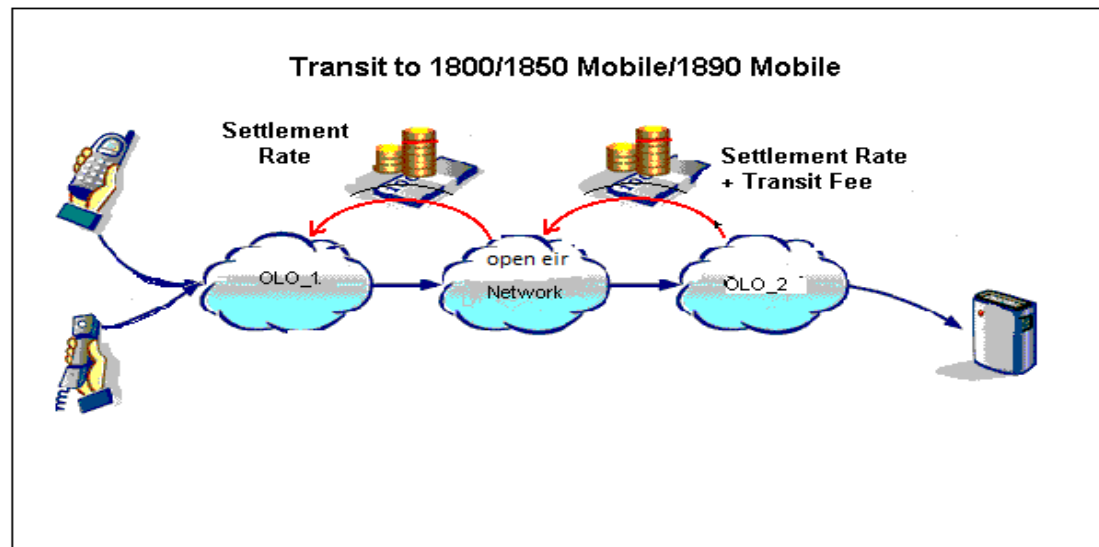 Transit to 1800/1850 Mobile/1890 Mobile
Settlement
Rate
Settlement Rate
+ Transit Fee
OLO_1
open eir
Network
OLO_2